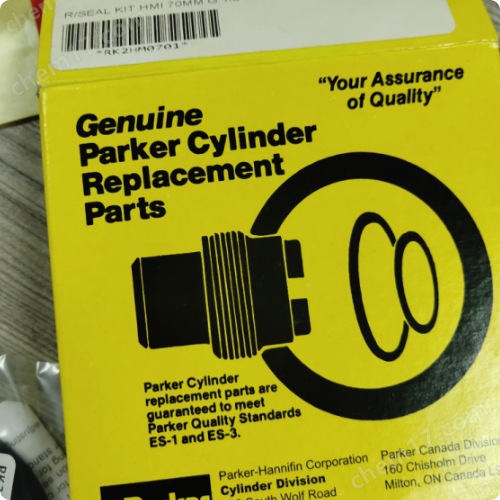 R/SEAL KIT HMI 70MM
*RK2HM0701*
"Your Assurance
of Quality"
Genuine
Parker Cylinder
Replacement
Parts
Parker Cylinder
replacement parts are
guaranteed to meet
Parker Quality Standards
ES-1 and ES-3.
Parker-Hannifin Corporation
Cylinder Division
South Wolf Road
Parker Canada Division
160 Chisholm Drive
Milton, ON Canada
Parker